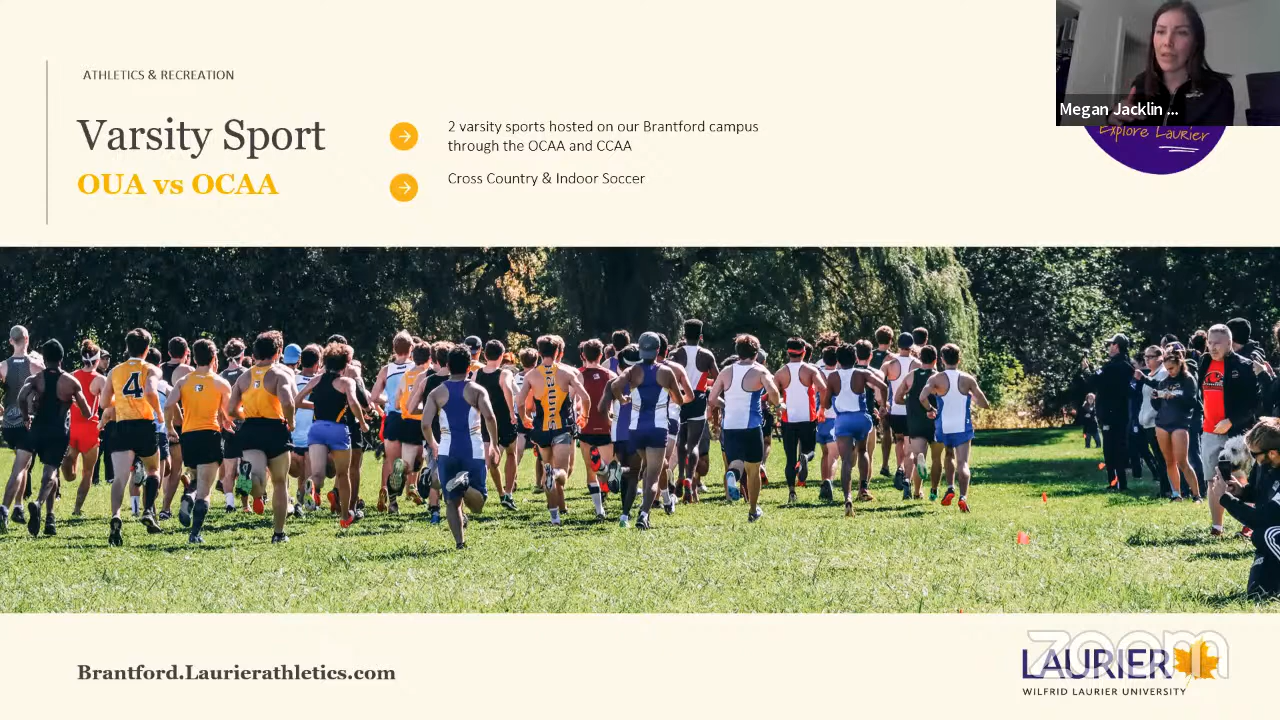 ATHLETICS & RECREATION
Varsity Sport
OUA vs OCAA
2 varsity sports hosted on our Brantford campus
through the OCAA and CCAA
Cross Country & Indoor Soccer
Megan Jacklin ...
Explore Laurier
4
Brantford.Laurierathletics.com
zoom
LAURIER
WILFRID LAURIER UNIVERSITY